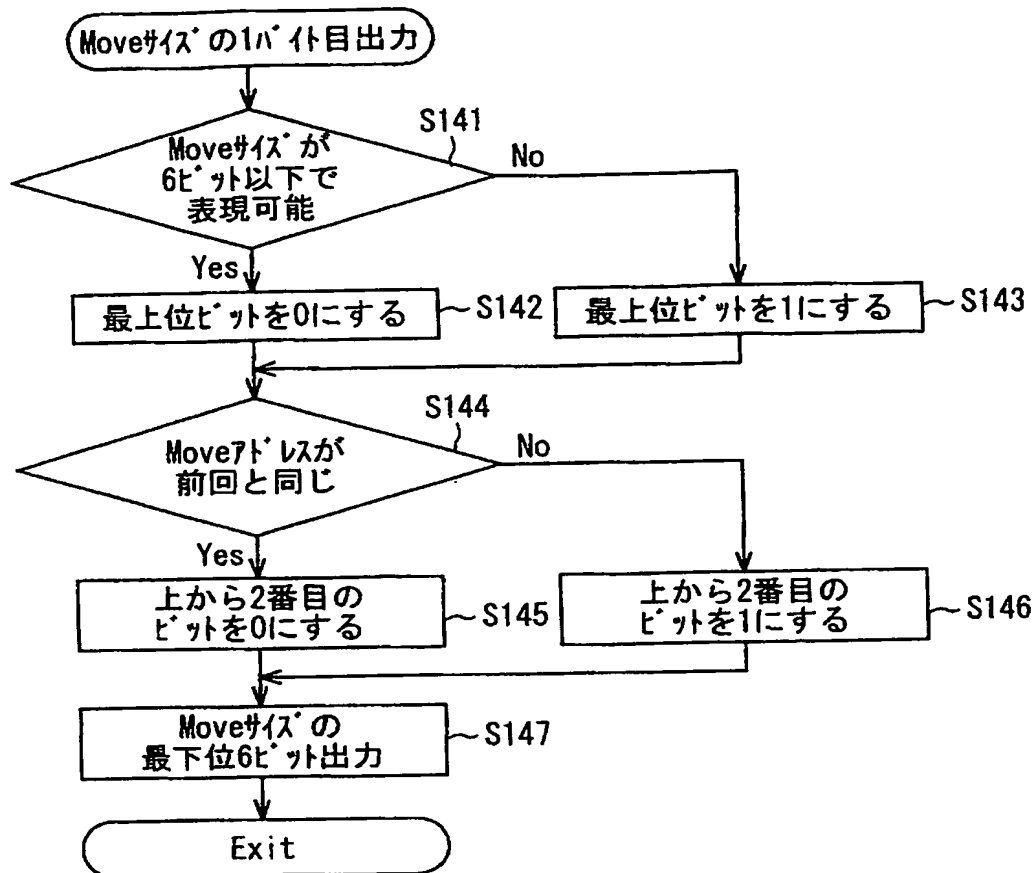 Moveサイズの1バイト目出力
S141
Moveサイズが
6ビット以下で
表現可能
No
Yes
最上位ビットを0にする
S142
最上位ビットを1にする
S143
S144
Moveアドレスが
前回と同じ
No
Yes
上から2番目の
ビットを0にする
S145
上から2番目の
ビットを1にする
S146
Moveサイズの
最下位6ビット出力
S147
Exit